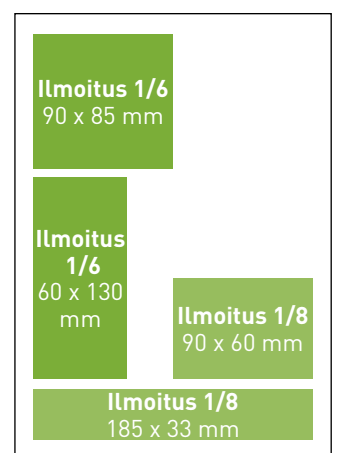 Ilmoitus 1/6
90 x 85 mm
Ilmoitus
1/6
60 x 130
mm
Ilmoitus 1/8
90 x 60 mm
Ilmoitus 1/8
185 x 33 mm